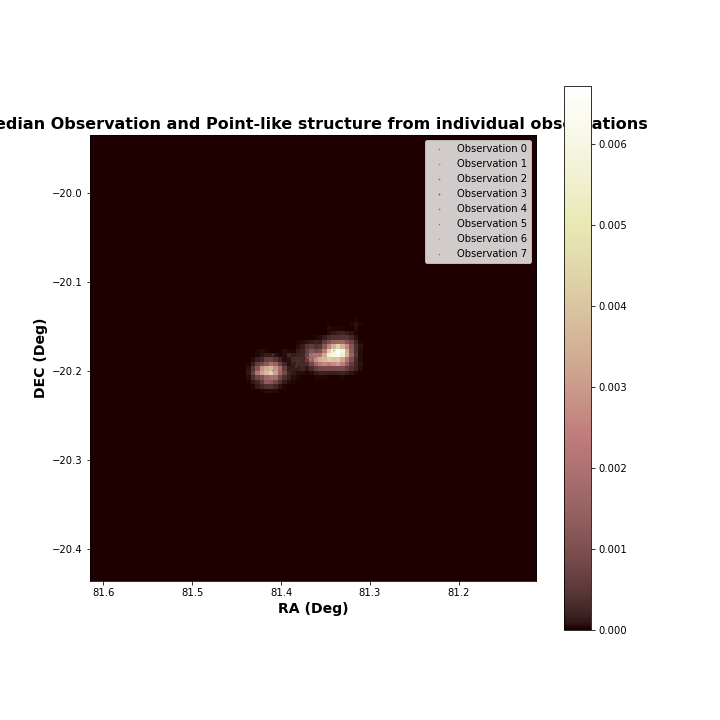 edian Observation and Point-like structure from individual obs ations
Observation 0
Observation 1
Observation 2
Observation 3
Observation 4
Observation 5
Observation 6
Observation 7
−20.0
−20.1
−20.2
−20.3
−20.4
DEC (Deg)
81.6 81.5 81.4 81.3 81.2
RA (Deg)
0.006
0.005
0.004
0.003
0.002
0.001
0.000